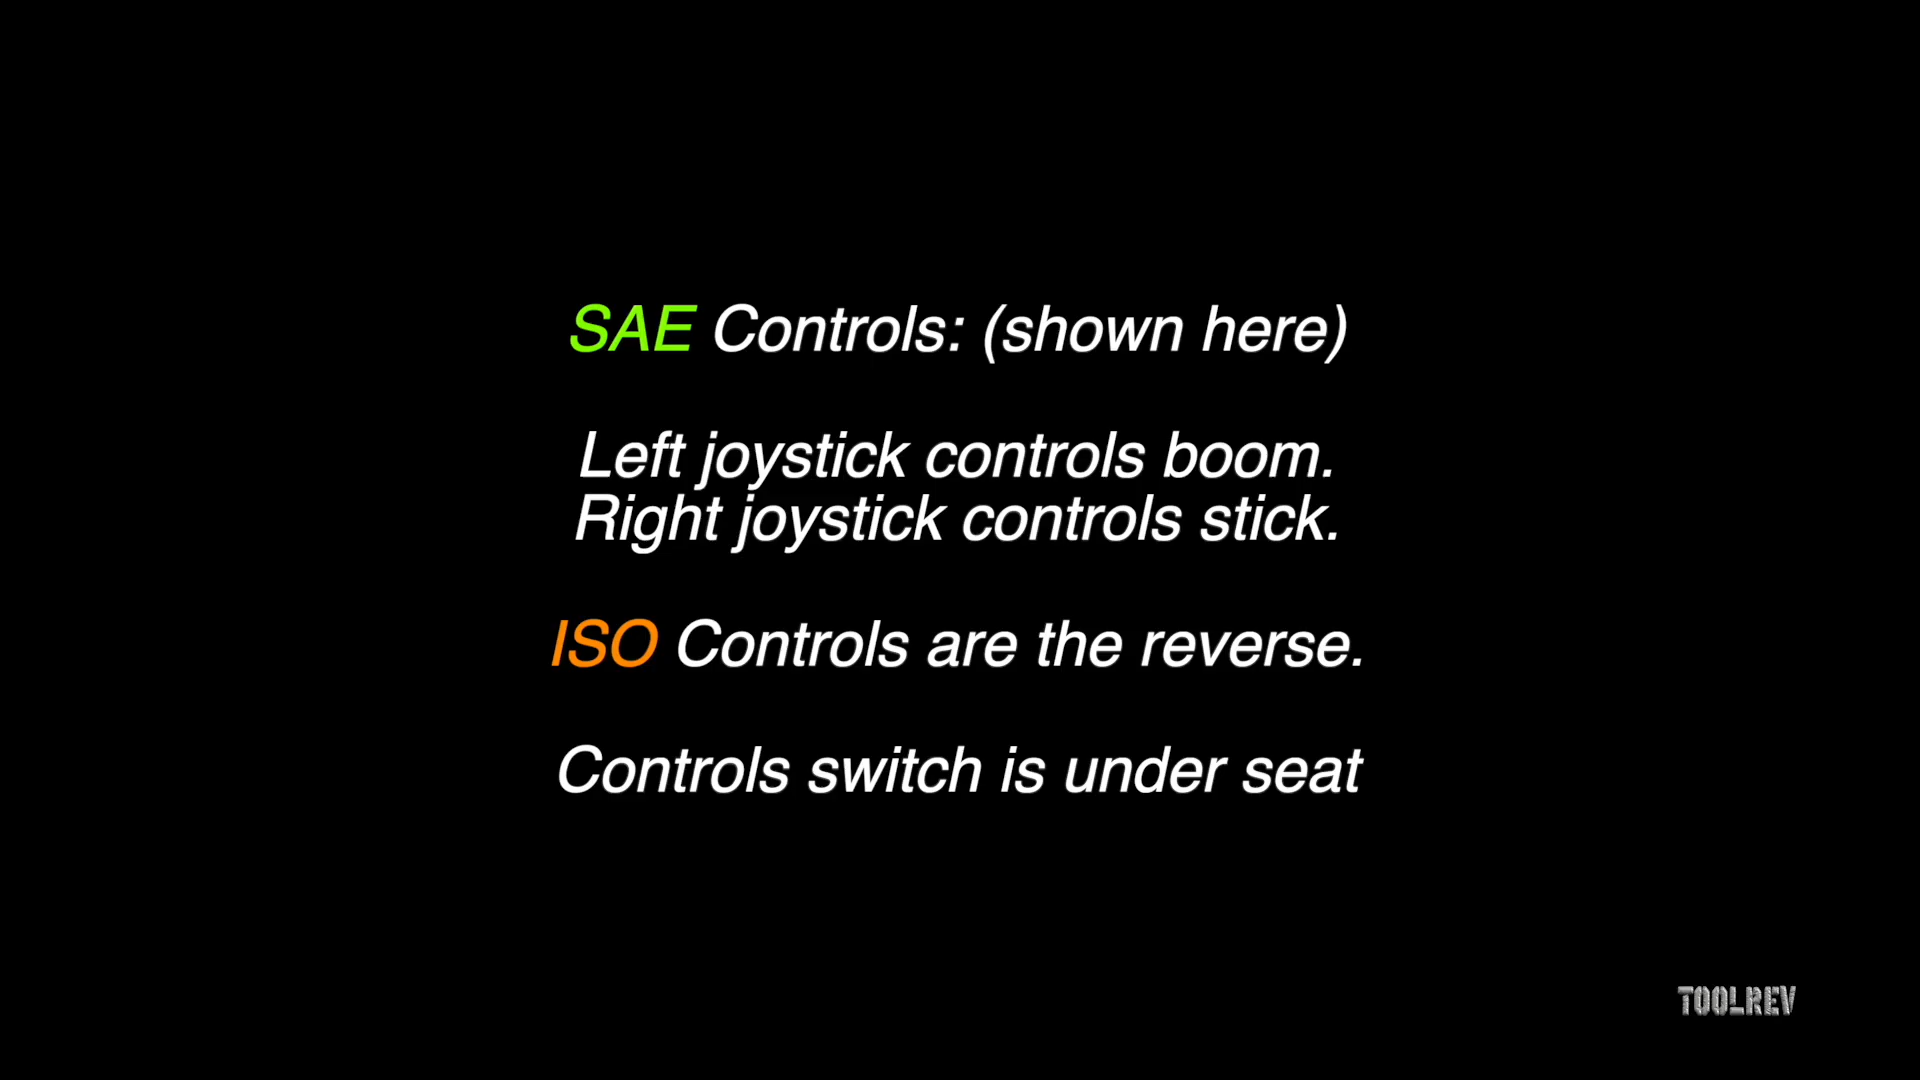 SAE Controls: (shown here)
Left joystick controls boom.
Right joystick controls stick.
ISO Controls are the reverse.
Controls switch is under seat
TOOLREV